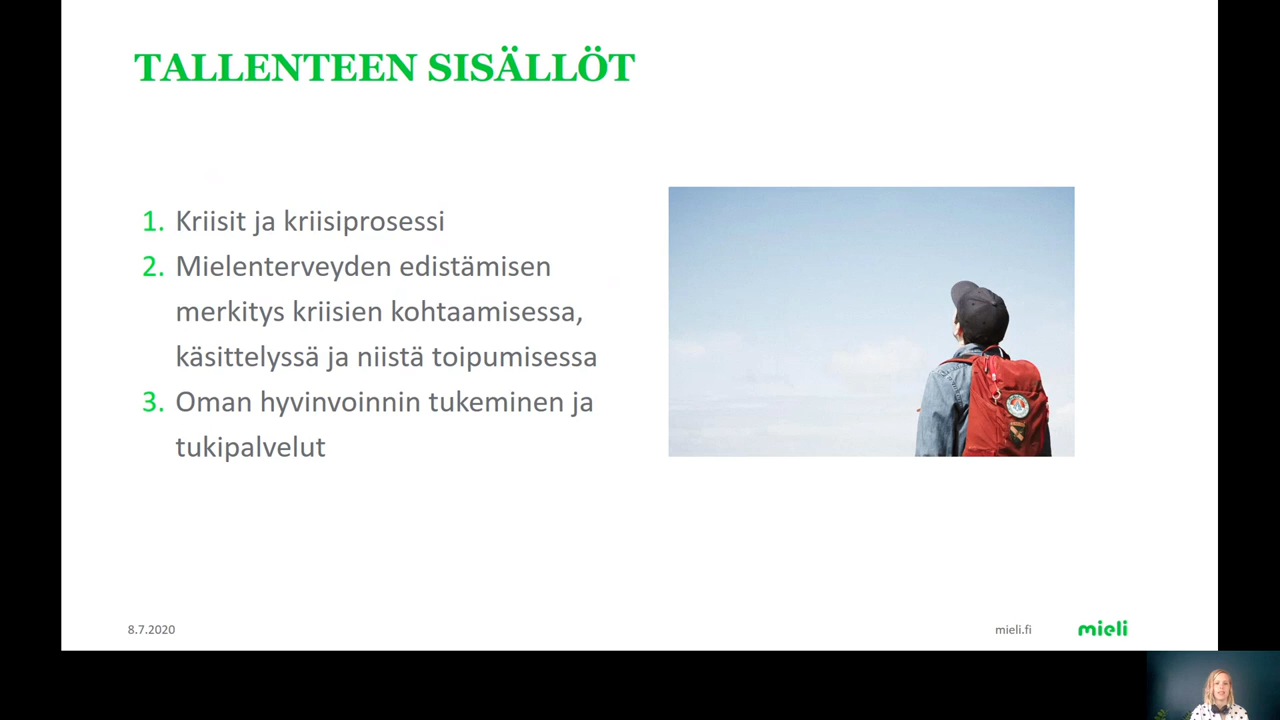 TALLENTEEN SISÄLLÖT
1. Kriisit ja kriisiprosessi
2. Mielenterveyden edistämisen
merkitys kriisien kohtaamisessa,
käsittelyssä ja niistä toipumisessa
3. Oman hyvinvoinnin tukeminen ja
tukipalvelut
8.7.2020
mieli.fi
mieli